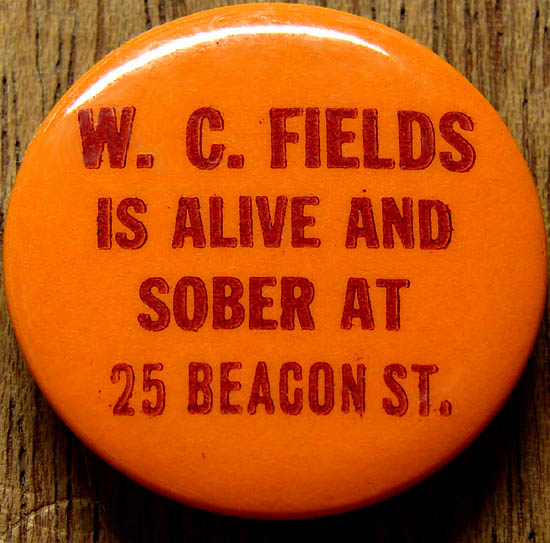 W. C. FIELDS
IS ALIVE AND
SOBER AT
25 BEACON ST.